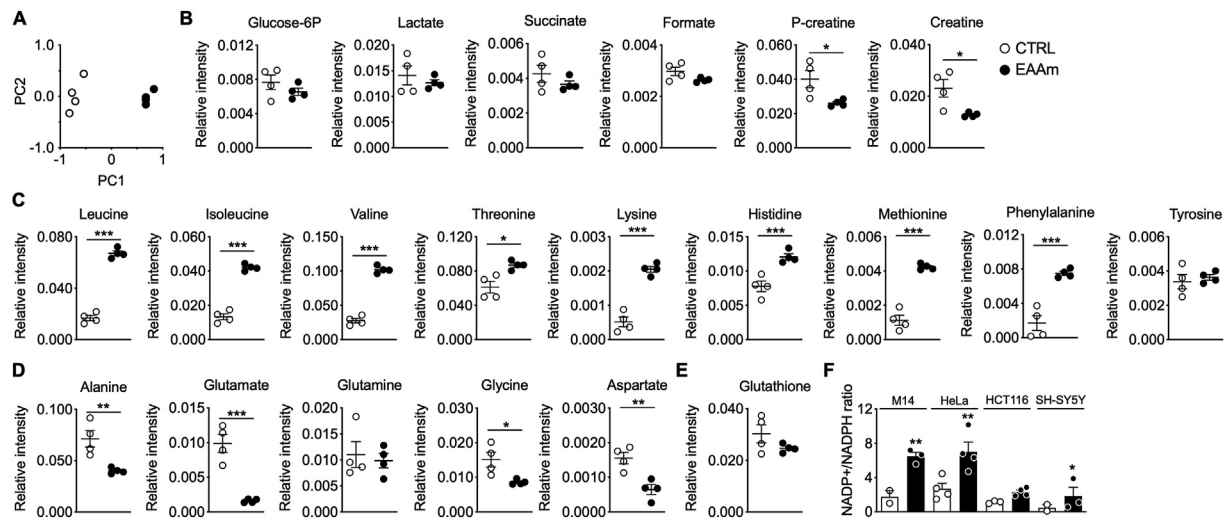 A
PC2
1.0
0.0
-1.0
-1
0
1
PC1
B
Glucose-6P
Relative intensity
0.012
0.008
0.004
0.000
Lactate
Relative intensity
0.020
0.015
0.010
0.005
0.000
Succinate
Relative intensity
0.006
0.004
0.002
0.000
Formate
Relative intensity
0.004
0.002
0.000
P-creatine
Relative intensity
0.060
0.040
0.020
0.000
*
Creatine
Relative intensity
0.040
0.030
0.020
0.010
0.000
*
CTRL
EAAm
C
Leucine
Relative intensity
0.080
0.040
0.000
***
Isoleucine
Relative intensity
0.060
0.040
0.020
0.000
***
Valine
Relative intensity
0.150
0.100
0.050
0.000
***
Threonine
Relative intensity
0.120
0.090
0.060
0.030
0.000
*
Lysine
Relative intensity
0.003
0.002
0.001
0.000
***
Histidine
Relative intensity
0.015
0.010
0.005
0.000
***
Methionine
Relative intensity
0.006
0.004
0.002
0.000
***
Phenylalanine
Relative intensity
0.012
0.008
0.004
0.000
***
Tyrosine
Relative intensity
0.006
0.004
0.002
0.000
D
Alanine
Relative intensity
0.100
0.050
0.000
**
Glutamate
Relative intensity
0.015
0.010
0.005
0.000
***
Glutamine
Relative intensity
0.020
0.015
0.010
0.005
0.000
Glycine
Relative intensity
0.030
0.020
0.010
0.000
*
Aspartate
Relative intensity
0.003
0.002
0.001
0.000
**
E
Glutathione
Relative intensity
0.040
0.020
0.000
F
NADP+/NADPH ratio
12
8
4
0
M14
HeLa
HCT116
SH-SY5Y
**
**
*